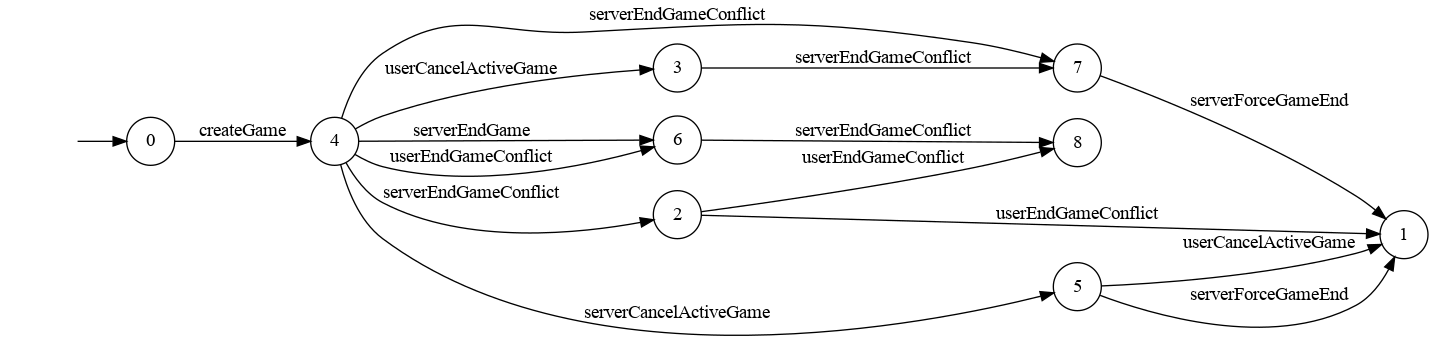 serverEndGameConflict
userCancelActiveGame
3
serverEndGameConflict
7
serverForceGameEnd
0
createGame
4
serverEndGame
6
serverEndGameConflict
8
userEndGameConflict
userEndGameConflict
serverEndGameConflict
2
userEndGameConflict
1
userCancelActiveGame
5
serverForceGameEnd
serverCancelActiveGame